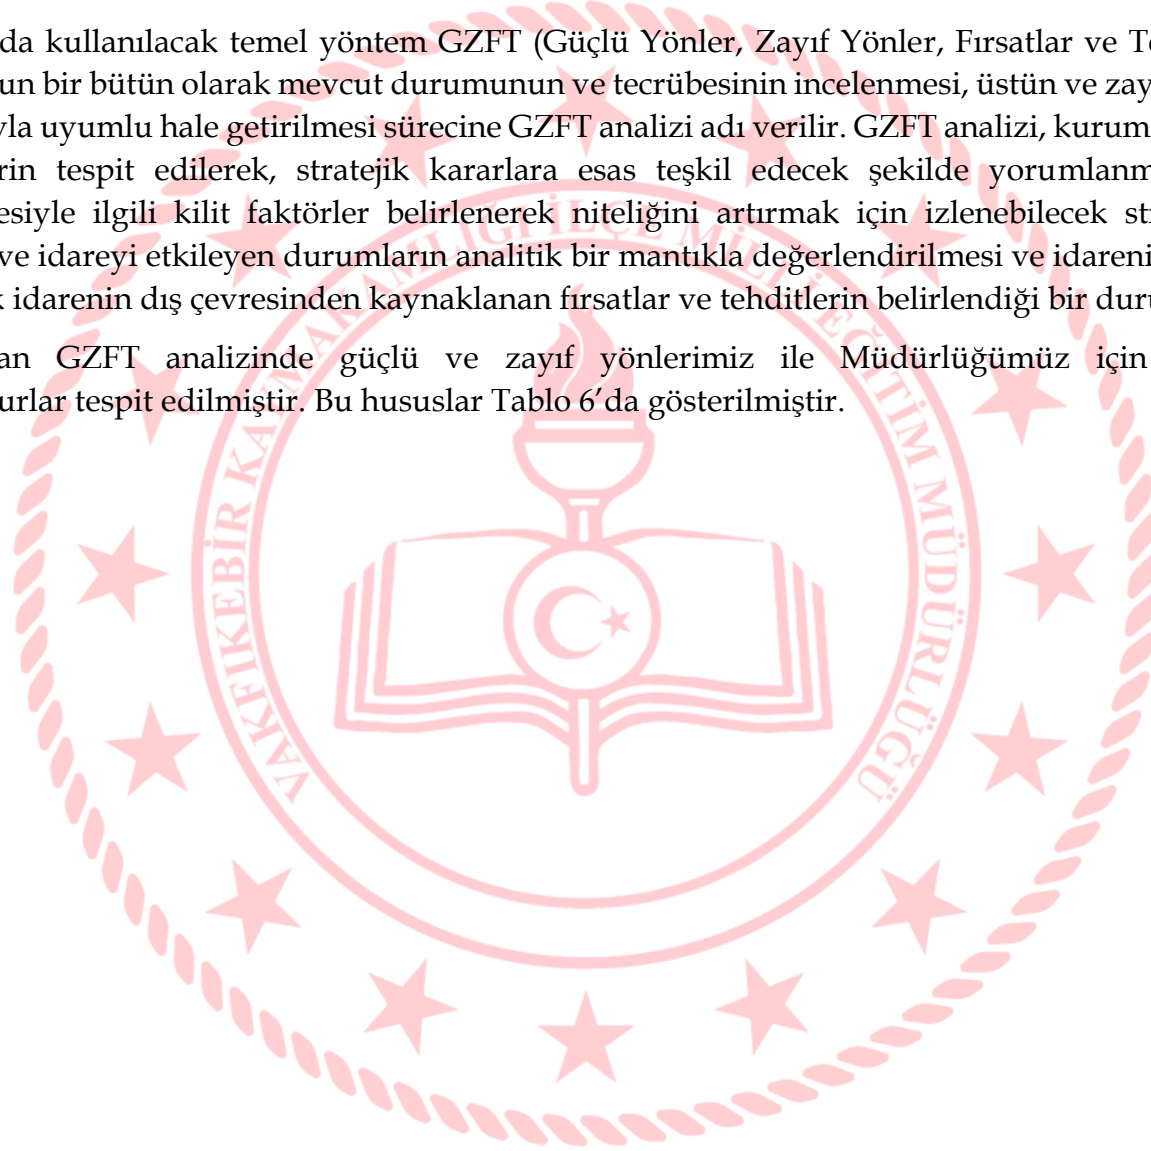 da kullanılacak temel yöntem GZFT (Güçlü Yönler, Zayıf Yönler, Fırsatlar ve Te
un bir bütün olarak mevcut durumunun ve tecrübesinin incelenmesi, üstün ve zay
yla uyumlu hale getirilmesi sürecine GZFT analizi adı verilir. GZFT analizi, kurum
rin tespit edilerek, stratejik kararlara esas teşkil edecek şekilde yorumlanm
esiyle ilgili kilit faktörler belirlenerek niteliğini artırmak için izlenebilecek str
ve idareyi etkileyen durumların analitik bir mantıkla değerlendirilmesi ve idareni
k idarenin dış çevresinden kaynaklanan fırsatlar ve tehditlerin belirlendiği bir duru
an GZFT analizinde güçlü ve zayıf yönlerimiz ile Müdürlüğümüz için
urlar tespit edilmiştir. Bu hususlar Tablo 6’da gösterilmiştir.
VAKFIKEBİR KAYMAKAMLIĞI İLÇE MİLLİ EĞİTİM MÜDÜRLÜĞÜ